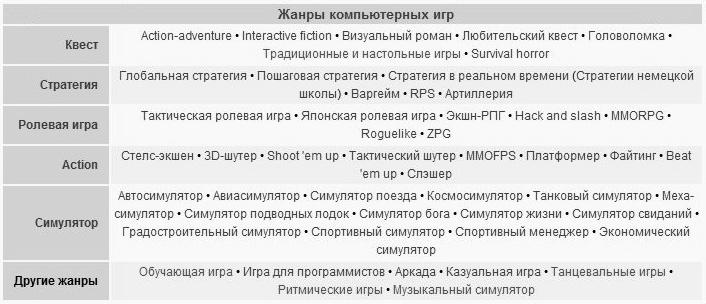 Жанры компьютерных игр
Квест
Action-adventure • Interactive fiction • Визуальный роман • Любительский квест • Головоломка •
Традиционные и настольные игры • Survival horror
Стратегия
Глобальная стратегия • Пошаговая стратегия • Стратегия в реальном времени (Стратегии немецкой
школы) • Варгейм • RPS • Артиллерия
Ролевая игра
Тактическая ролевая игра • Японская ролевая игра • Экшн-РПГ • Hack and slash • MMORPG •
Roguelike • ZPG
Action
Стелс-экшен • 3D-шутер • Shoot 'em up • Тактический шутер • MMOFPS • Платформер • Файтинг • Beat
'em up • Слэшер
Симулятор
Автосимулятор • Авиасимулятор • Симулятор поезда • Космосимулятор • Танковый симулятор • Меха-
симулятор • Симулятор подводных лодок • Симулятор бога • Симулятор жизни • Симулятор свиданий •
Градостроительный симулятор • Спортивный симулятор • Спортивный менеджер • Экономический
симулятор
Другие жанры
Обучающая игра • Игра для программистов • Аркада • Казуальная игра • Танцевальные игры •
Ритмические игры • Музыкальный симулятор